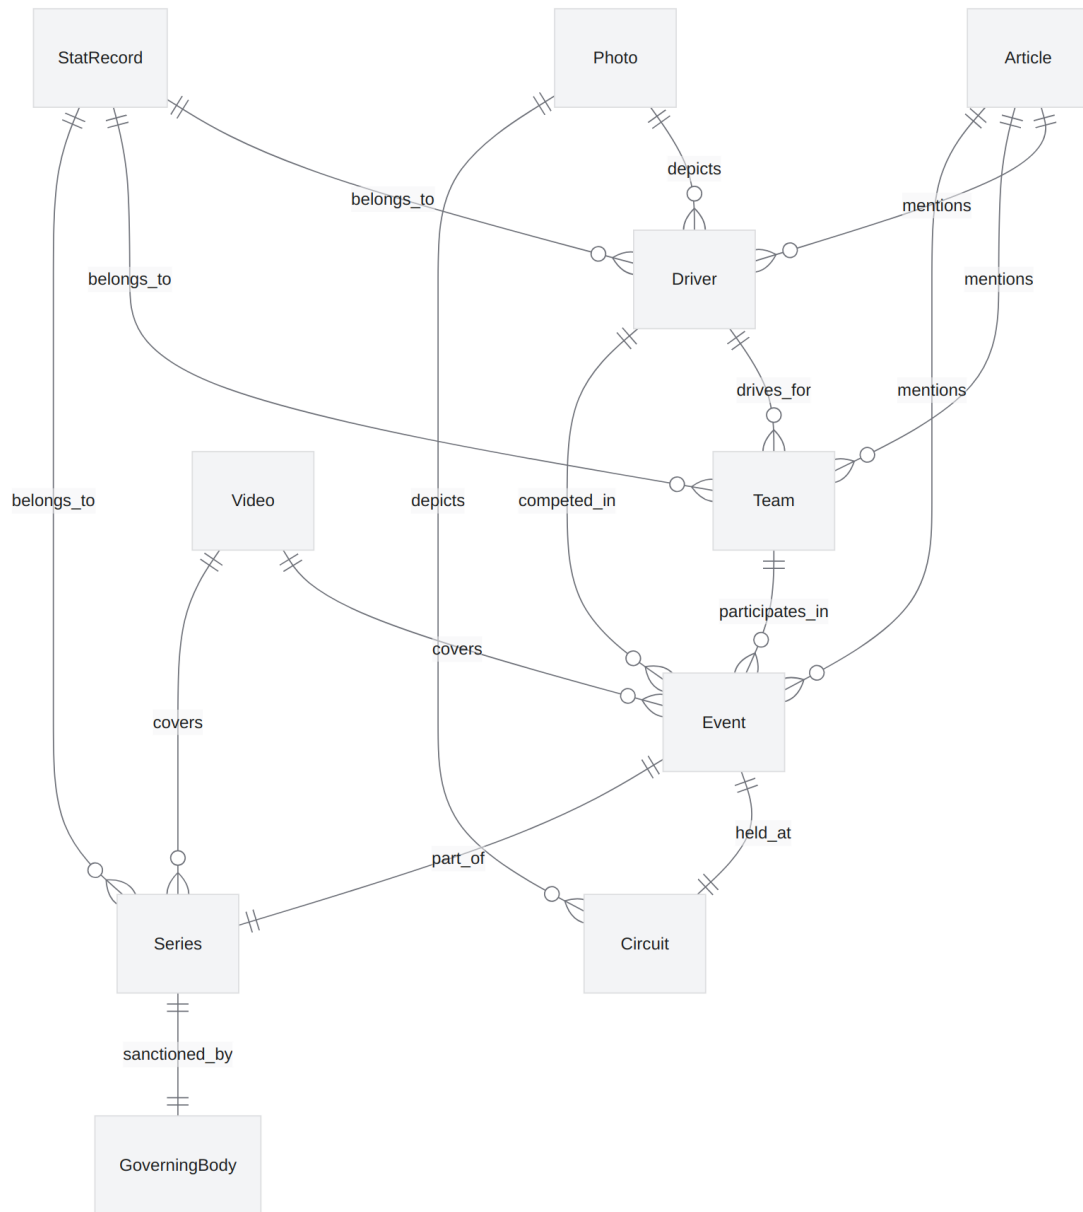 StatRecord
Photo
Article
depicts
belongs_to
mentions
belongs_to
Driver
mentions
drives_for
mentions
belongs_to
Video
depicts
competed_in
Team
participates_in
covers
covers
Event
part_of
held_at
Series
Circuit
sanctioned_by
GoverningBody